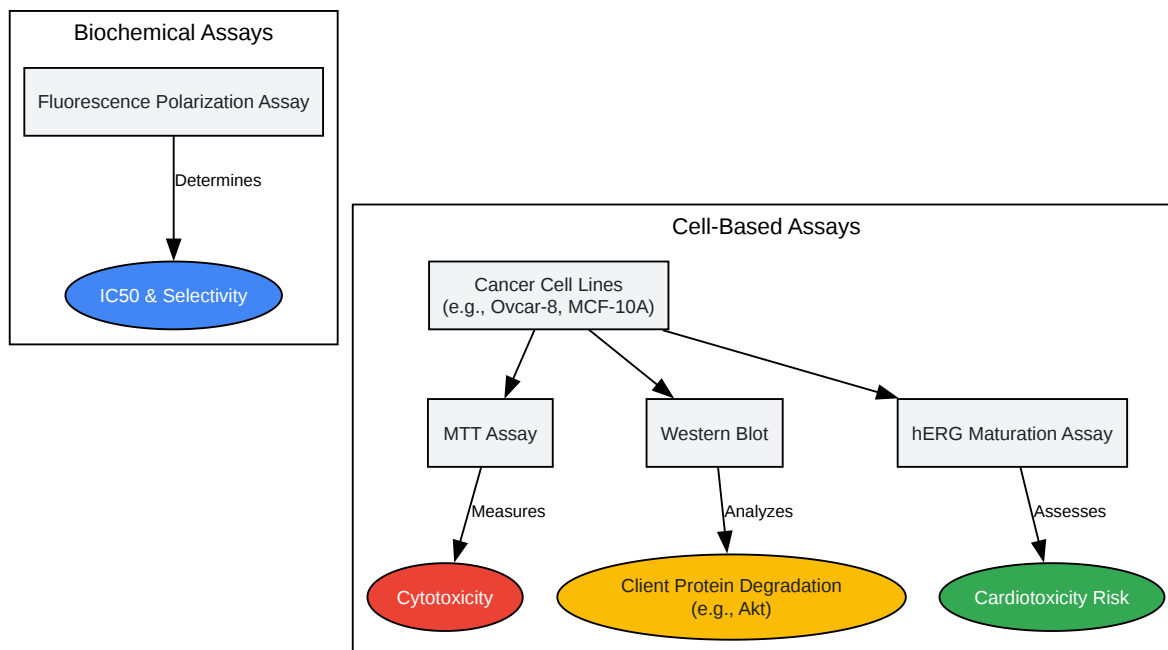 Biochemical Assays
Fluorescence Polarization Assay
Determines
IC50 & Selectivity
Cell-Based Assays
Cancer Cell Lines
(e.g., Ovcar-8, MCF-10A)
MTT Assay
Western Blot
hERG Maturation Assay
Measures
Analyzes
Assesses
Cytotoxicity
Client Protein Degradation
(e.g., Akt)
Cardiotoxicity Risk